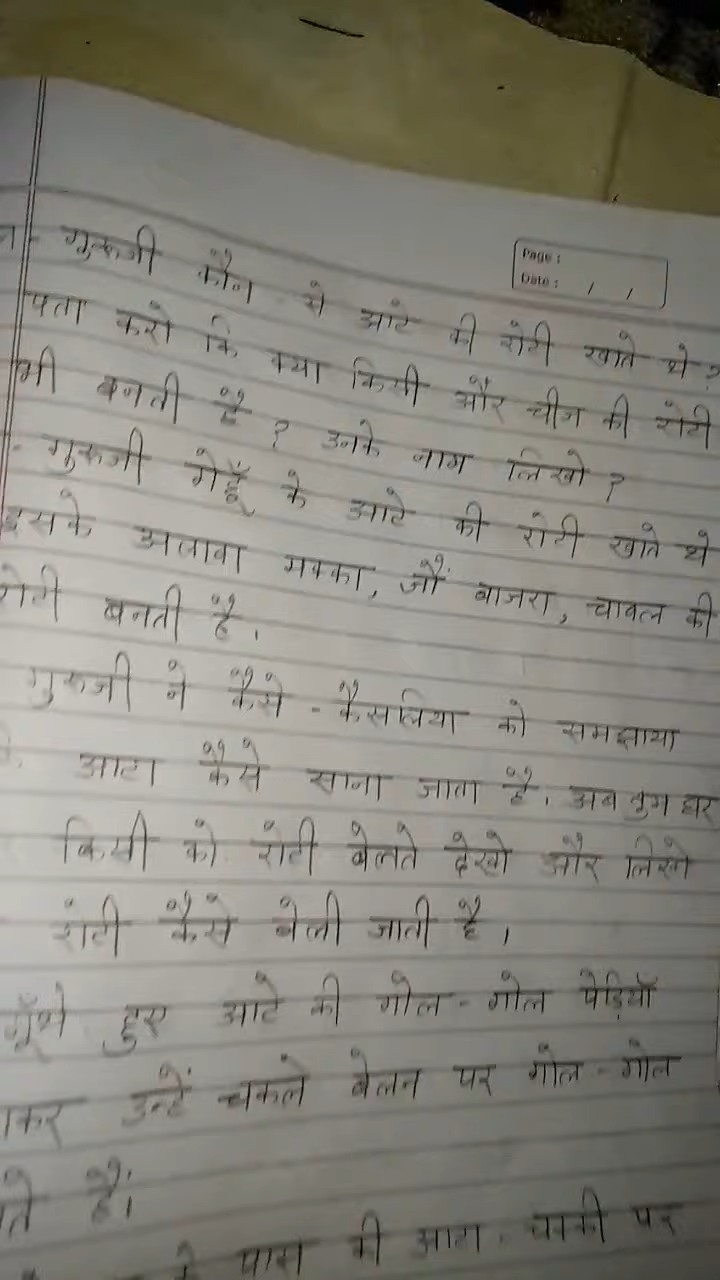 Page:
Date: / /
गुरुजी कौन से आटे की रोटी खाते थे?
पता करो कि क्या किसी और चीज की रोटी
भी बनती है? उनके नाम लिखो?
गुरुजी गेहूँ के आटे की रोटी खाते थे
इसके अलावा मक्का, जौं बाजरा, चावल की
रोटी बनती है.
गुरुजी ने कैसे - कैसलिया को समझाया
आटा कैसे साना जाता है. अब तुम घर
किसी को रोटी बेलते देखो और लिखो
रोटी कैसे बेली जाती है।
गूँथे हुए आटे की गोल - गोल पेड़ियाँ
उन्हें चकले बेलन पर गोल - गोल
हैं।
पास की आटा चक्की पर